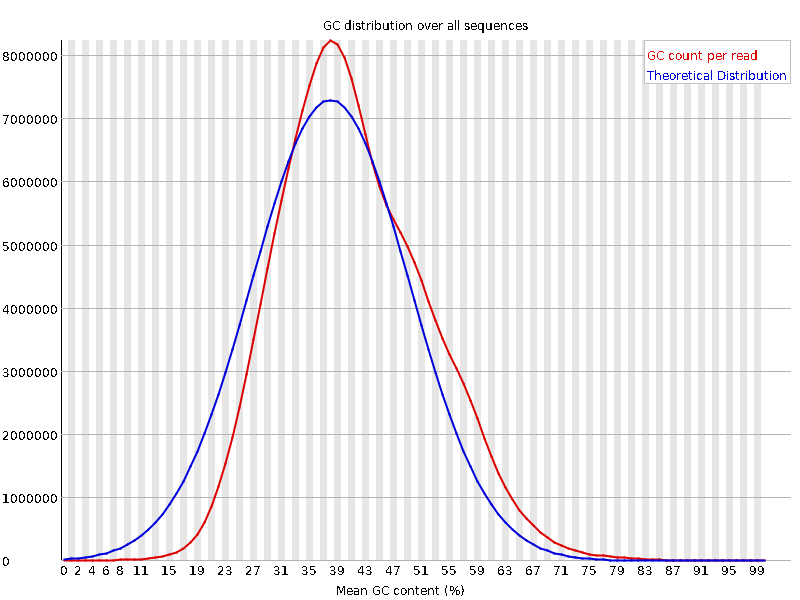 GC distribution over all sequences
GC count per read
Theoretical Distribution
8000000
7000000
6000000
5000000
4000000
3000000
2000000
1000000
0
0 2 4 6 8 11 15 19 23 27 31 35 39 43 47 51 55 59 63 67 71 75 79 83 87 91 95 99
Mean GC content (%)